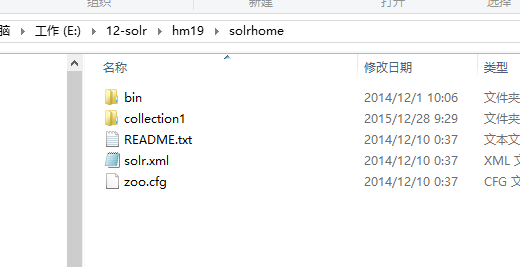 组织 新建 打开 选择
脑 ▸ 工作 (E:) ▸ 12-solr ▸ hm19 ▸ solrhome
名称 修改日期 类型
bin 2014/12/1 10:06 文件夹
collection1 2015/12/28 9:29 文件夹
README.txt 2014/12/10 0:37 文本文
solr.xml 2014/12/10 0:37 XML 文
zoo.cfg 2014/12/10 0:37 CFG 文